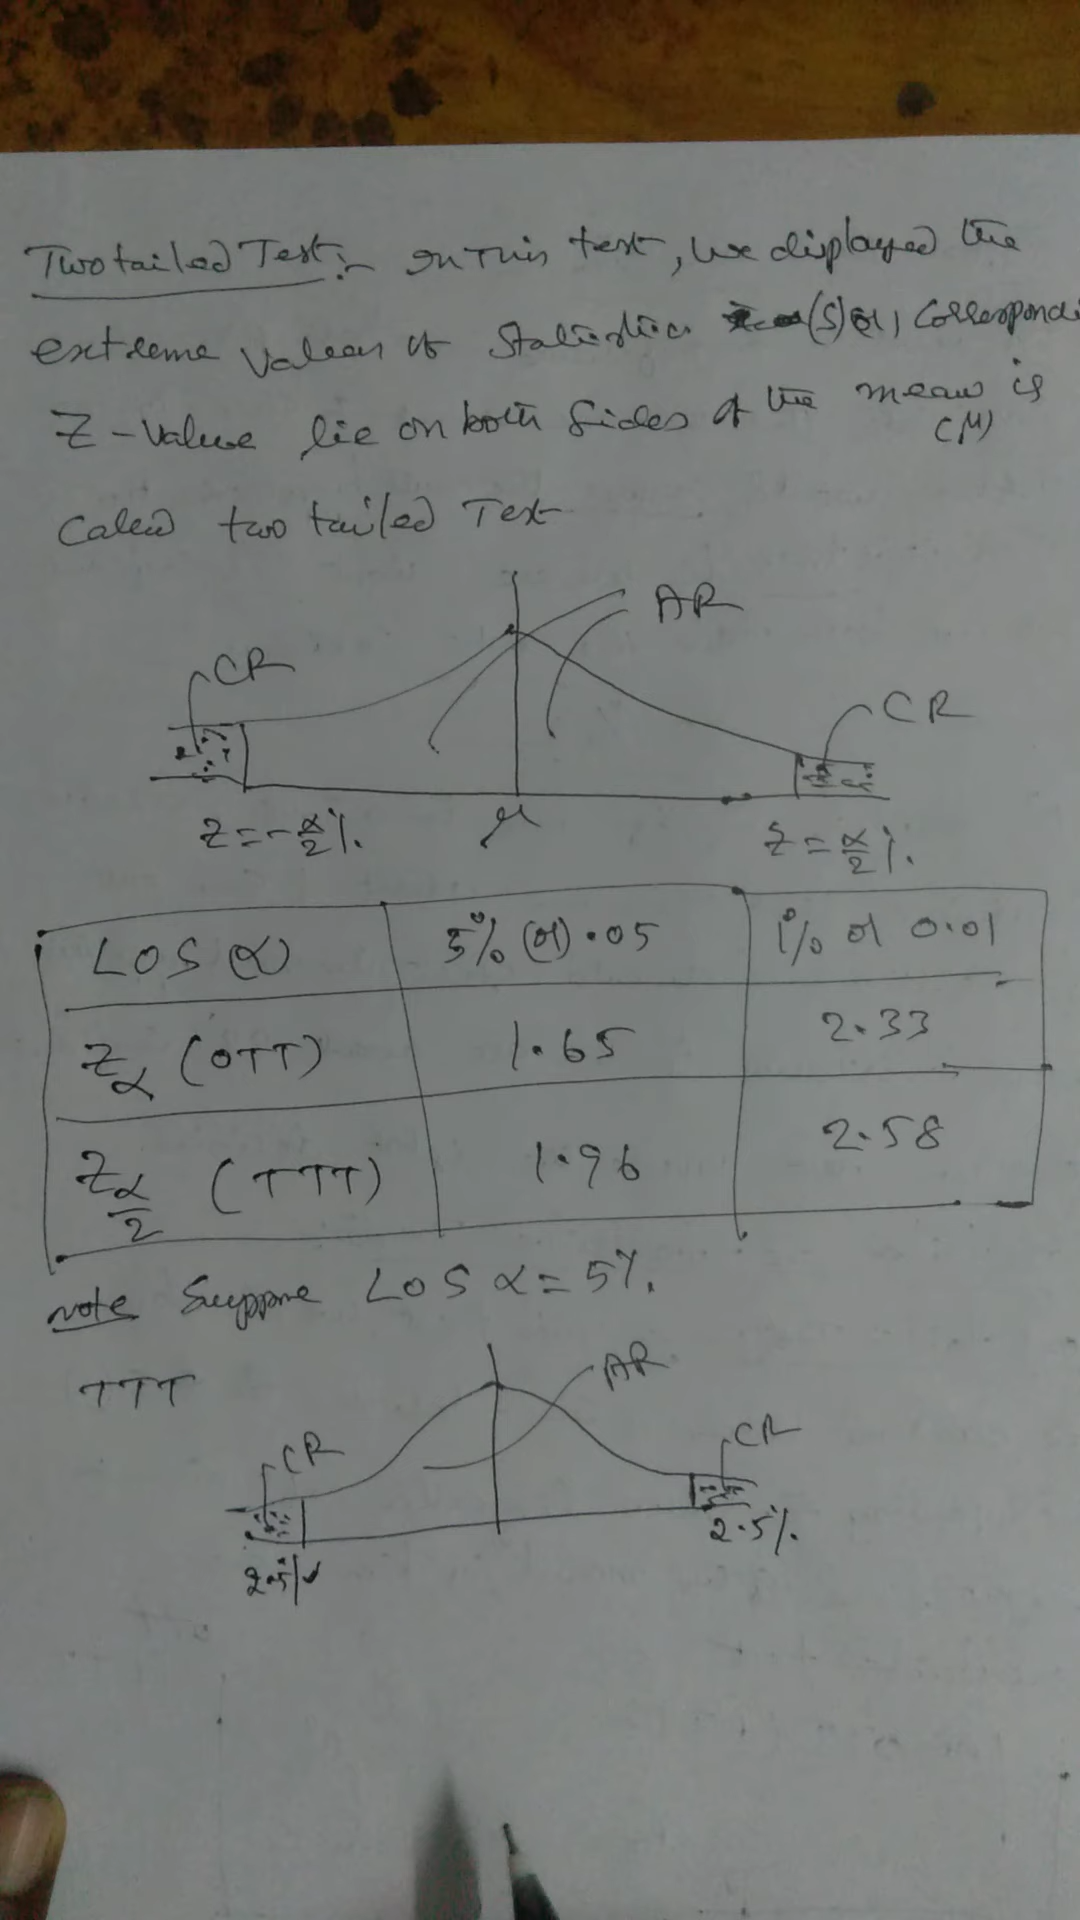 Two tailed Test:- In This test, we displayed the
extreme values of Statistics (S) or, Correspondi
Z-value lie on both sides of the mean is
(μ)
Called two tailed Test
AR
CR
CR
Z = -α/2 %.
μ
Z = α/2 %.
LOS α 5% (or) .05 1% or 0.01
Zα (OTT) 1.65 2.33
Zα/2 (TTT) 1.96 2.58
note Suppose LOS α = 5%.
TTT
AR
CR
CR
2.5%
2.5%.